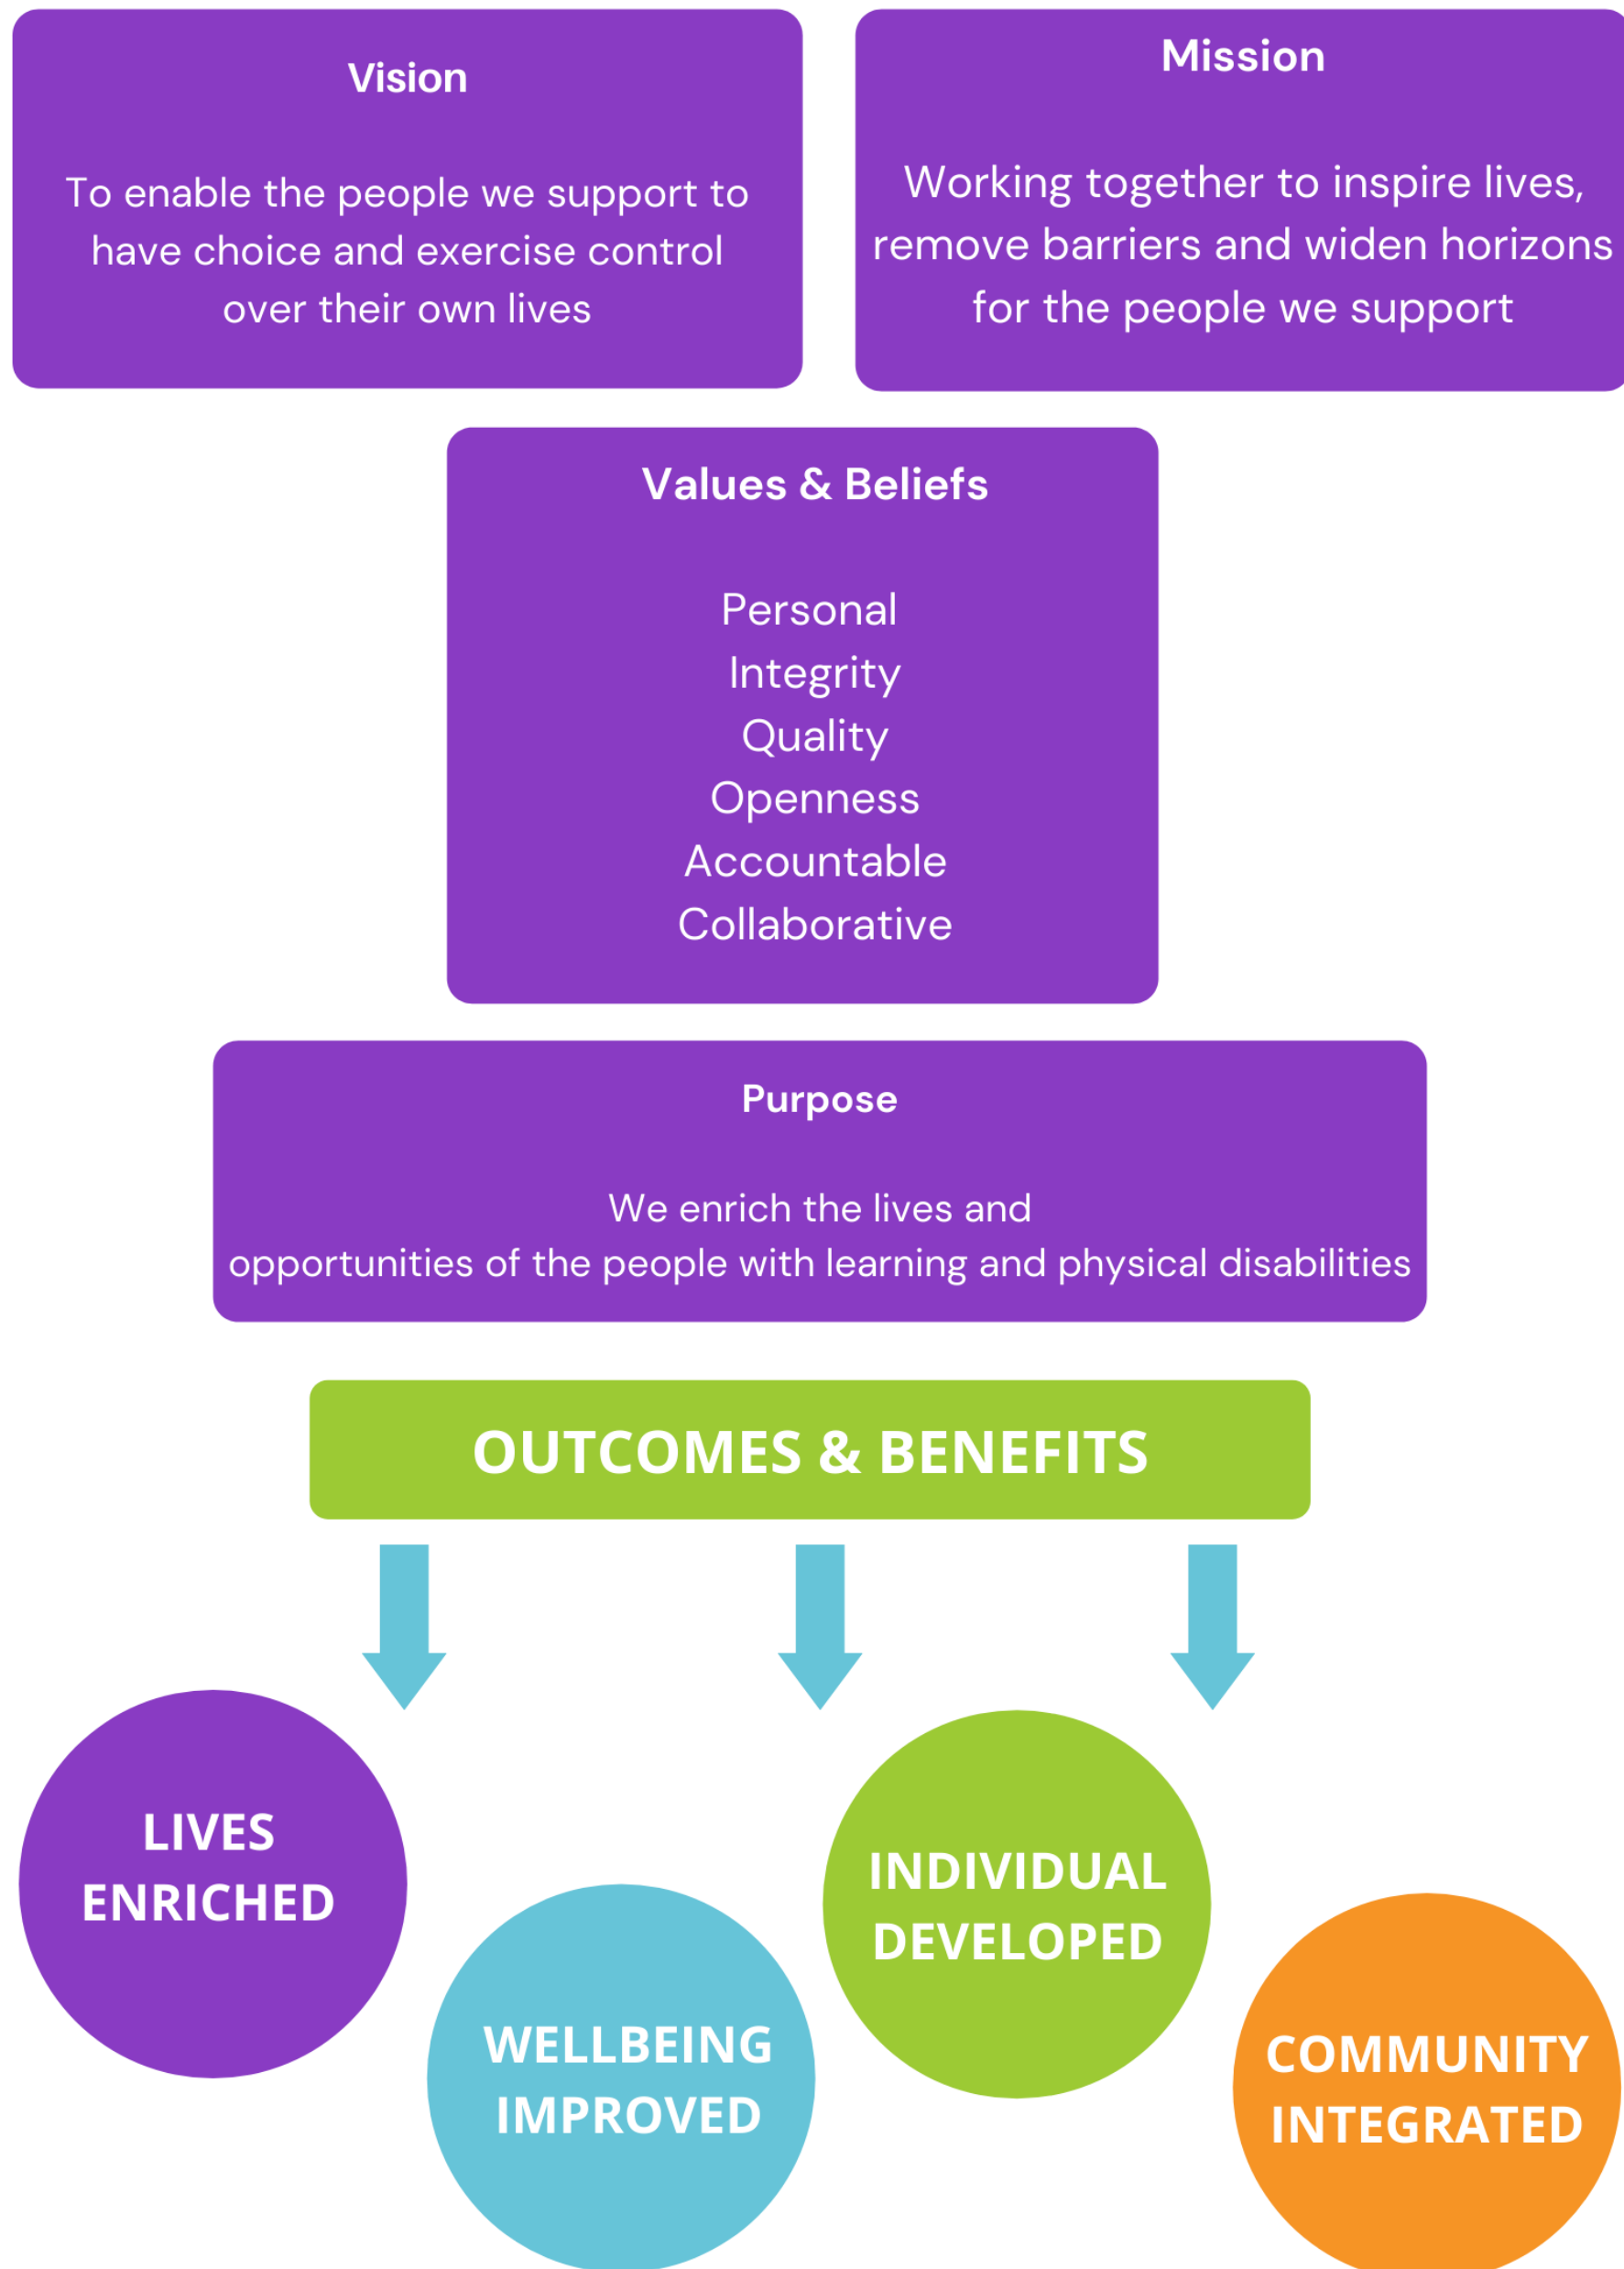 Vision
To enable the people we support to
have choice and exercise control
over their own lives
Mission
Working together to inspire lives,
remove barriers and widen horizons
for the people we support
Values & Beliefs
Personal
Integrity
Quality
Openness
Accountable
Collaborative
Purpose
We enrich the lives and
opportunities of the people with learning and physical disabilities
OUTCOMES & BENEFITS
LIVES
ENRICHED
WELLBEING
IMPROVED
INDIVIDUAL
DEVELOPED
COMMUNITY
INTEGRATED